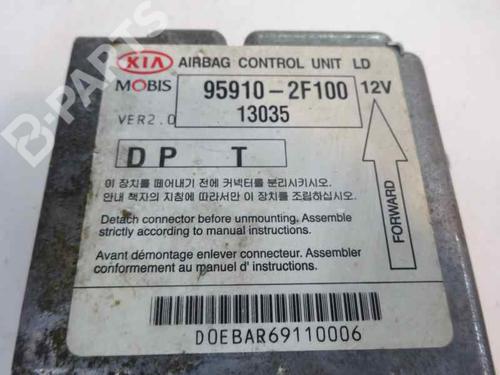 KIA AIRBAG CONTROL UNIT LD
MOBIS 95910-2F100 12V
VER2.0 13035
DP T
FORWARD
이 장치를 떼어내기 전에 커넥터를 분리시키시오.
안내 책자의 지침에 따라서만 이 장치를 조립하십시오.
Detach connector before unmounting. Assemble
strictly according to manual instructions.
Avant démontage enlever connecteur. Assembler
conformement au manuel d' instructions.
D0EBAR69110006
B-PARTS